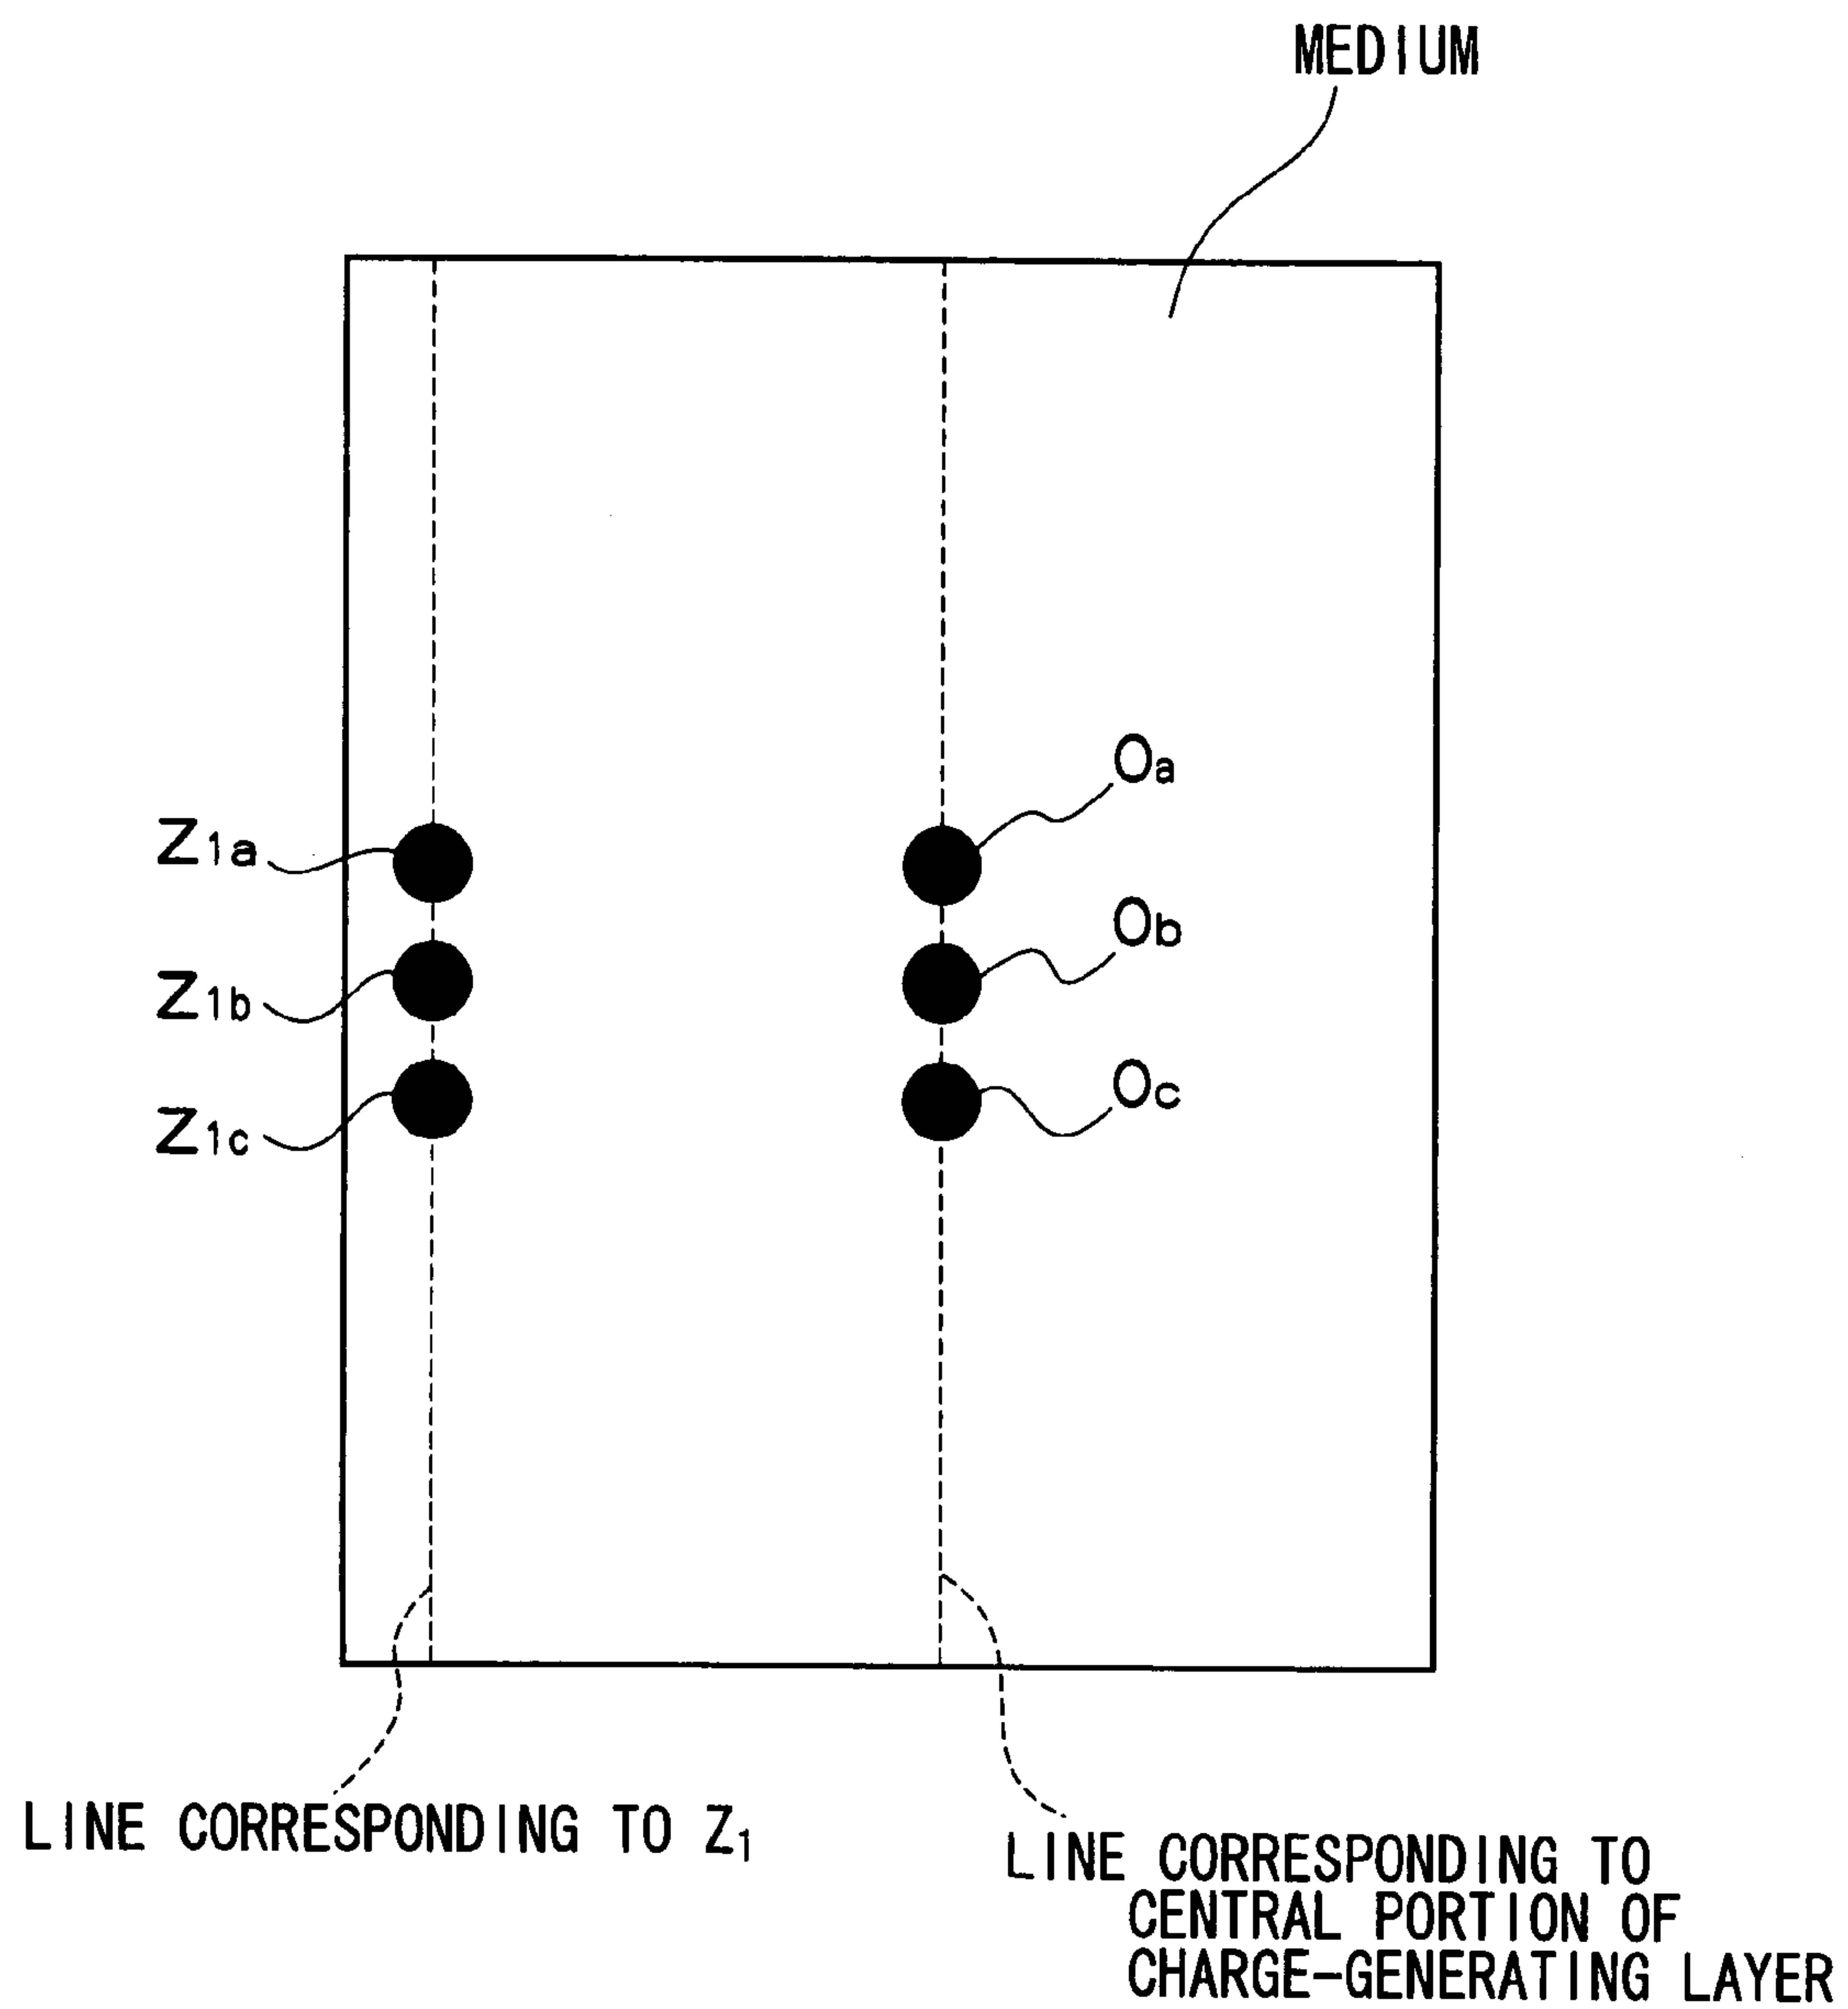 MEDIUM
Oa
Z1a
Ob
Z1b
Oc
Z1c
LINE CORRESPONDING TO Z1
LINE CORRESPONDING TO
CENTRAL PORTION OF
CHARGE-GENERATING LAYER